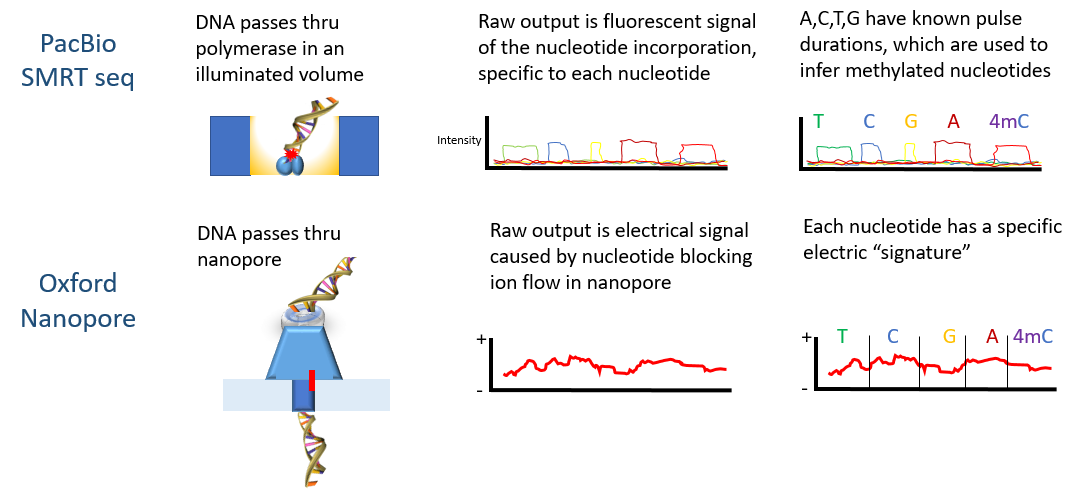 PacBio
SMRT seq
DNA passes thru
polymerase in an
illuminated volume
Raw output is fluorescent signal
of the nucleotide incorporation,
specific to each nucleotide
A,C,T,G have known pulse
durations, which are used to
infer methylated nucleotides
Intensity
T C G A 4mC
Oxford
Nanopore
DNA passes thru
nanopore
Raw output is electrical signal
caused by nucleotide blocking
ion flow in nanopore
Each nucleotide has a specific
electric “signature”
+
-
+
T C G A 4mC
-